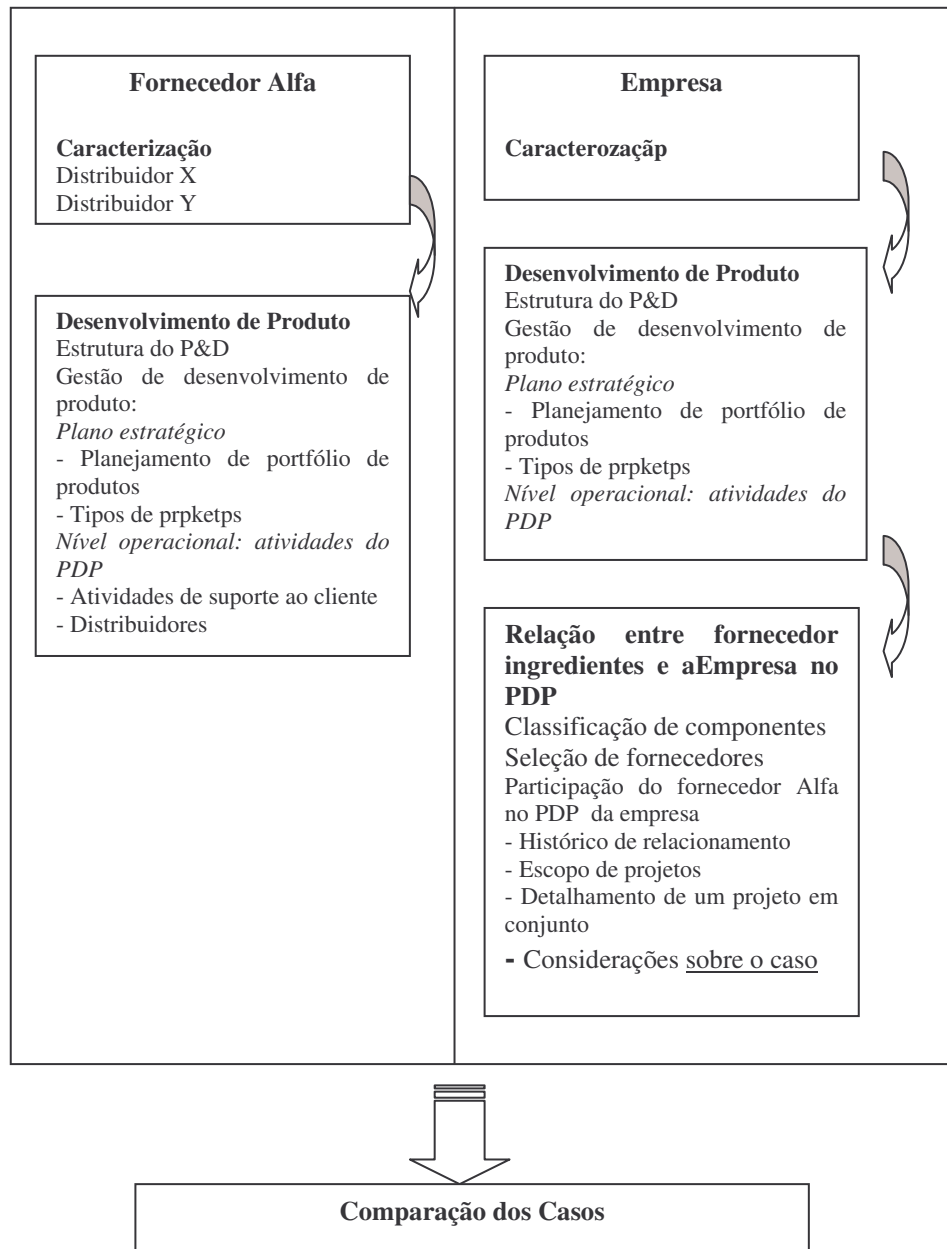 Fornecedor Alfa
Caracterização
Distribuidor X
Distribuidor Y
Desenvolvimento de Produto
Estrutura do P&D
Gestão de desenvolvimento de
produto:
Plano estratégico
- Planejamento de portfólio de
produtos
- Tipos de prpketps
Nível operacional: atividades do
PDP
- Atividades de suporte ao cliente
- Distribuidores
Empresa
Caracterozaçãp
Desenvolvimento de Produto
Estrutura do P&D
Gestão de desenvolvimento de
produto:
Plano estratégico
- Planejamento de portfólio de
produtos
- Tipos de prpketps
Nível operacional: atividades do
PDP
Relação entre fornecedor
ingredientes e aEmpresa no
PDP
Classificação de componentes
Seleção de fornecedores
Participação do fornecedor Alfa
no PDP da empresa
- Histórico de relacionamento
- Escopo de projetos
- Detalhamento de um projeto em
conjunto
- Considerações sobre o caso
Comparação dos Casos